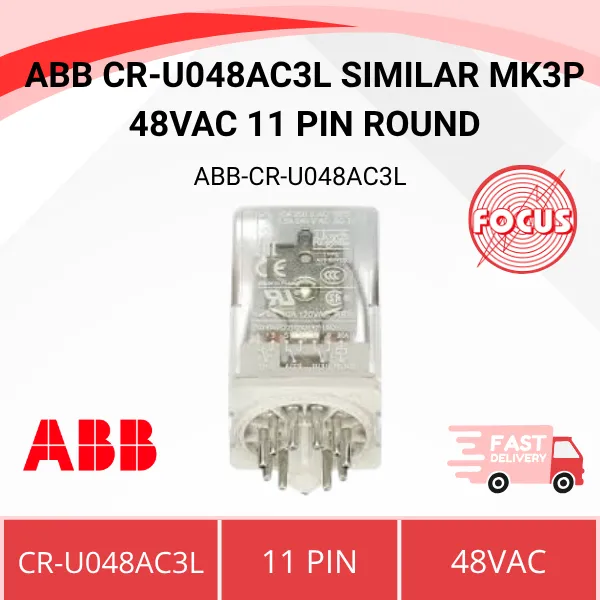 ABB CR-U048AC3L SIMILAR MK3P
48VAC 11 PIN ROUND
ABB-CR-U048AC3L
FOCUS
CE
ABB
FAST
DELIVERY
CR-U048AC3L
11 PIN
48VAC